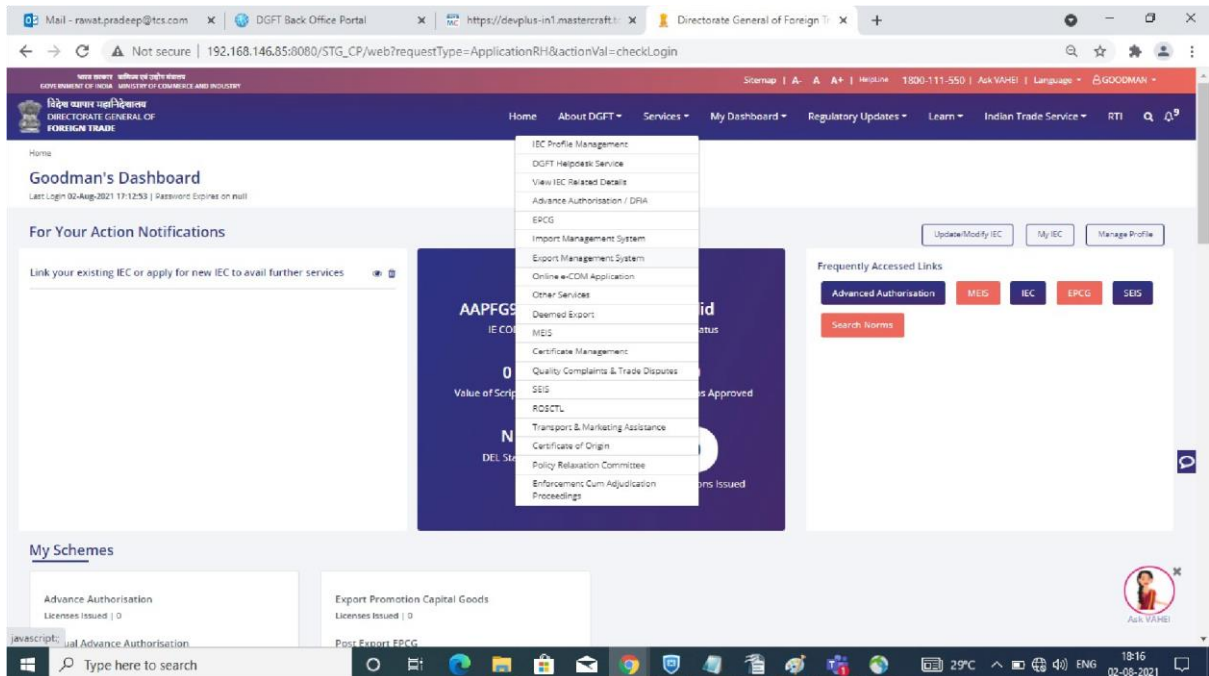 Mail - rawat.pradeep@tcs.com
DGFT Back Office Portal
https://devplus-in1.mastercraft.t
Directorate General of Foreign Tr
Not secure | 192.168.146.85:8080/STG_CP/web?requestType=ApplicationRH&actionVal=checkLogin
भारत सरकार वाणिज्य एवं उद्योग मंत्रालय
GOVERNMENT OF INDIA MINISTRY OF COMMERCE AND INDUSTRY
Sitemap | A- A A+ | HelpLine 1800-111-550 | Ask VAHEI | Language GOODMAN
विदेश व्यापार महानिदेशालय
DIRECTORATE GENERAL OF
FOREIGN TRADE
Home About DGFT Services My Dashboard Regulatory Updates Learn Indian Trade Service RTI 9
Home
Goodman's Dashboard
Last Login 02-Aug-2021 17:12:53 | Password Expires on null
IEC Profile Management
DGFT Helpdesk Service
View IEC Related Details
Advance Authorisation / DFIA
EPCG
Import Management System
Export Management System
Online e-COM Application
Other Services
Deemed Export
MEIS
Certificate Management
Quality Complaints & Trade Disputes
SEIS
ROSCTL
Transport & Marketing Assistance
Certificate of Origin
Policy Relaxation Committee
Enforcement Cum Adjudication
Proceedings
For Your Action Notifications
Update/Modify IEC My IEC Manage Profile
Link your existing IEC or apply for new IEC to avail further services
AAPFG9 id
IE COD atus
0
Value of Scrip s Approved
N
DEL Sta ons Issued
Frequently Accessed Links
Advanced Authorisation MEIS IEC EPCG SEIS
Search Norms
My Schemes
Advance Authorisation
Licenses Issued | 0
ual Advance Authorisation
Export Promotion Capital Goods
Licenses Issued | 0
Post Export EPCG
Ask VAHEI
javascript:;
Type here to search
29°C ENG 18:16
02-08-2021